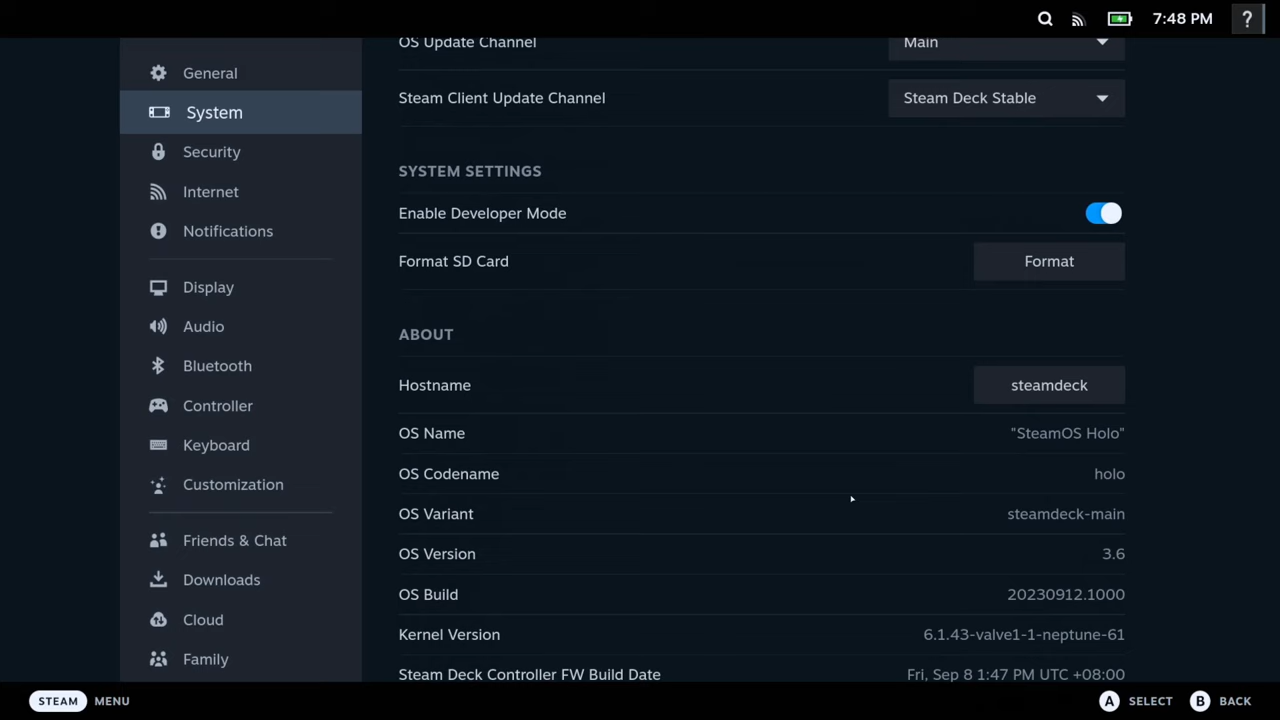 7:48 PM
?
General
System
Security
Internet
Notifications
Display
Audio
Bluetooth
Controller
Keyboard
Customization
Friends & Chat
Downloads
Cloud
Family
OS Update Channel Main
Steam Client Update Channel Steam Deck Stable
SYSTEM SETTINGS
Enable Developer Mode
Format SD Card Format
ABOUT
Hostname steamdeck
OS Name "SteamOS Holo"
OS Codename holo
OS Variant steamdeck-main
OS Version 3.6
OS Build 20230912.1000
Kernel Version 6.1.43-valve1-1-neptune-61
Steam Deck Controller FW Build Date Fri, Sep 8 1:47 PM UTC +08:00
STEAM MENU A SELECT B BACK